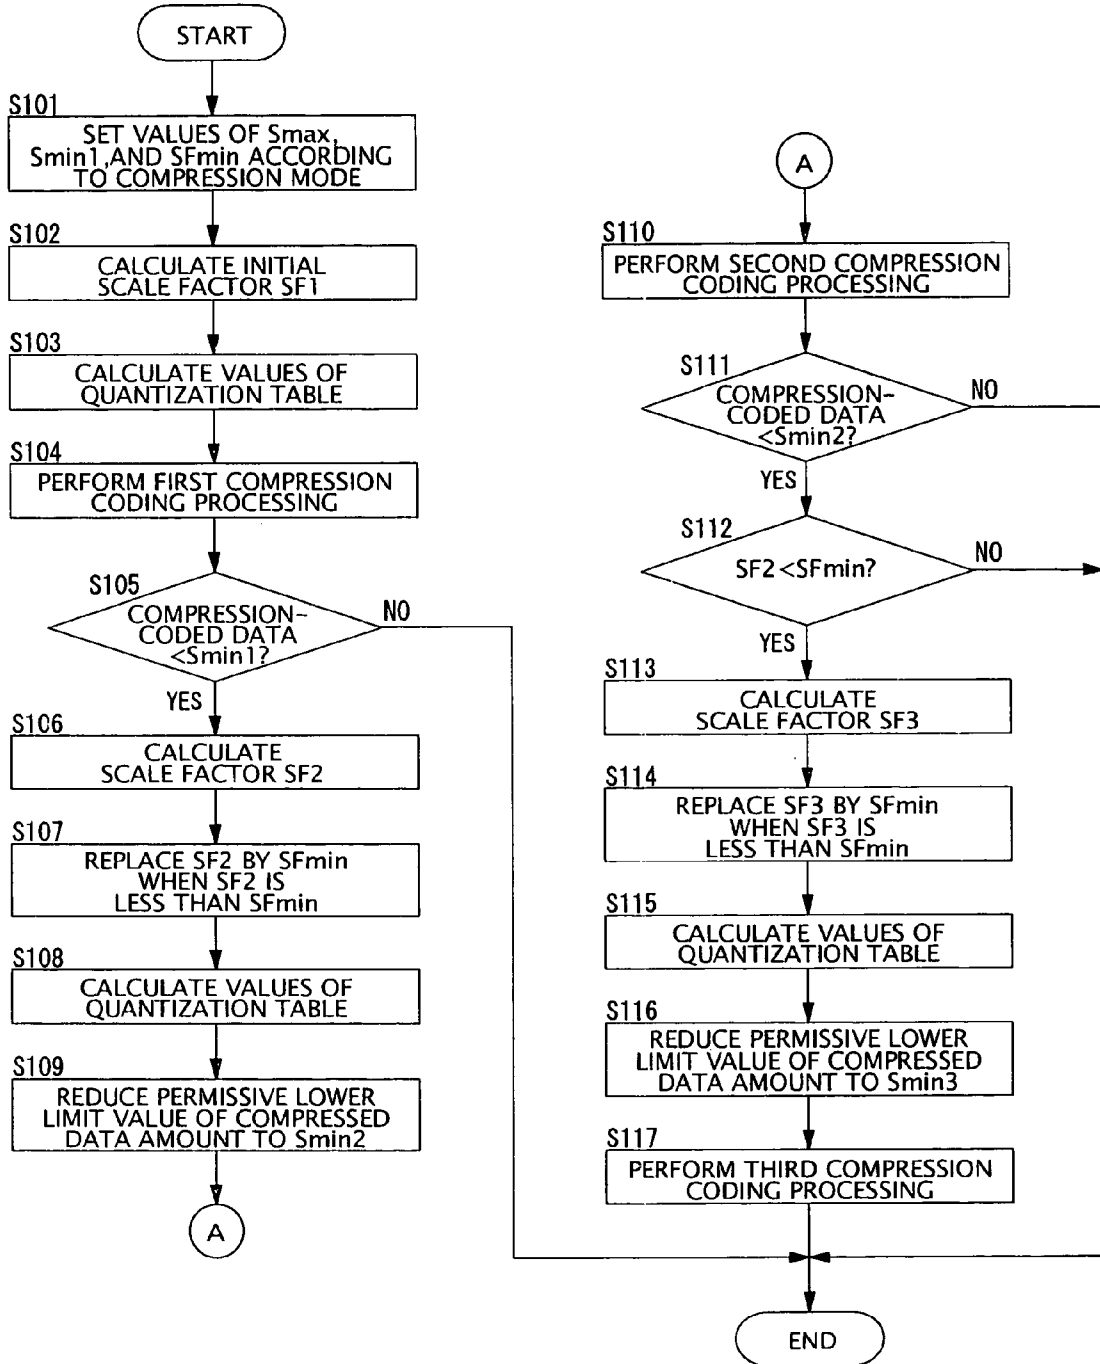 START
S101
SET VALUES OF Smax,
Smin1,AND SFmin ACCORDING
TO COMPRESSION MODE
S102
CALCULATE INITIAL
SCALE FACTOR SF1
S103
CALCULATE VALUES OF
QUANTIZATION TABLE
S104
PERFORM FIRST COMPRESSION
CODING PROCESSING
S105
COMPRESSION-
CODED DATA
<Smin1?
NO
YES
S106
CALCULATE
SCALE FACTOR SF2
S107
REPLACE SF2 BY SFmin
WHEN SF2 IS
LESS THAN SFmin
S108
CALCULATE VALUES OF
QUANTIZATION TABLE
S109
REDUCE PERMISSIVE LOWER
LIMIT VALUE OF COMPRESSED
DATA AMOUNT TO Smin2
A
A
S110
PERFORM SECOND COMPRESSION
CODING PROCESSING
S111
COMPRESSION-
CODED DATA
<Smin2?
NO
YES
S112
SF2<SFmin?
NO
YES
S113
CALCULATE
SCALE FACTOR SF3
S114
REPLACE SF3 BY SFmin
WHEN SF3 IS
LESS THAN SFmin
S115
CALCULATE VALUES OF
QUANTIZATION TABLE
S116
REDUCE PERMISSIVE LOWER
LIMIT VALUE OF COMPRESSED
DATA AMOUNT TO Smin3
S117
PERFORM THIRD COMPRESSION
CODING PROCESSING
END